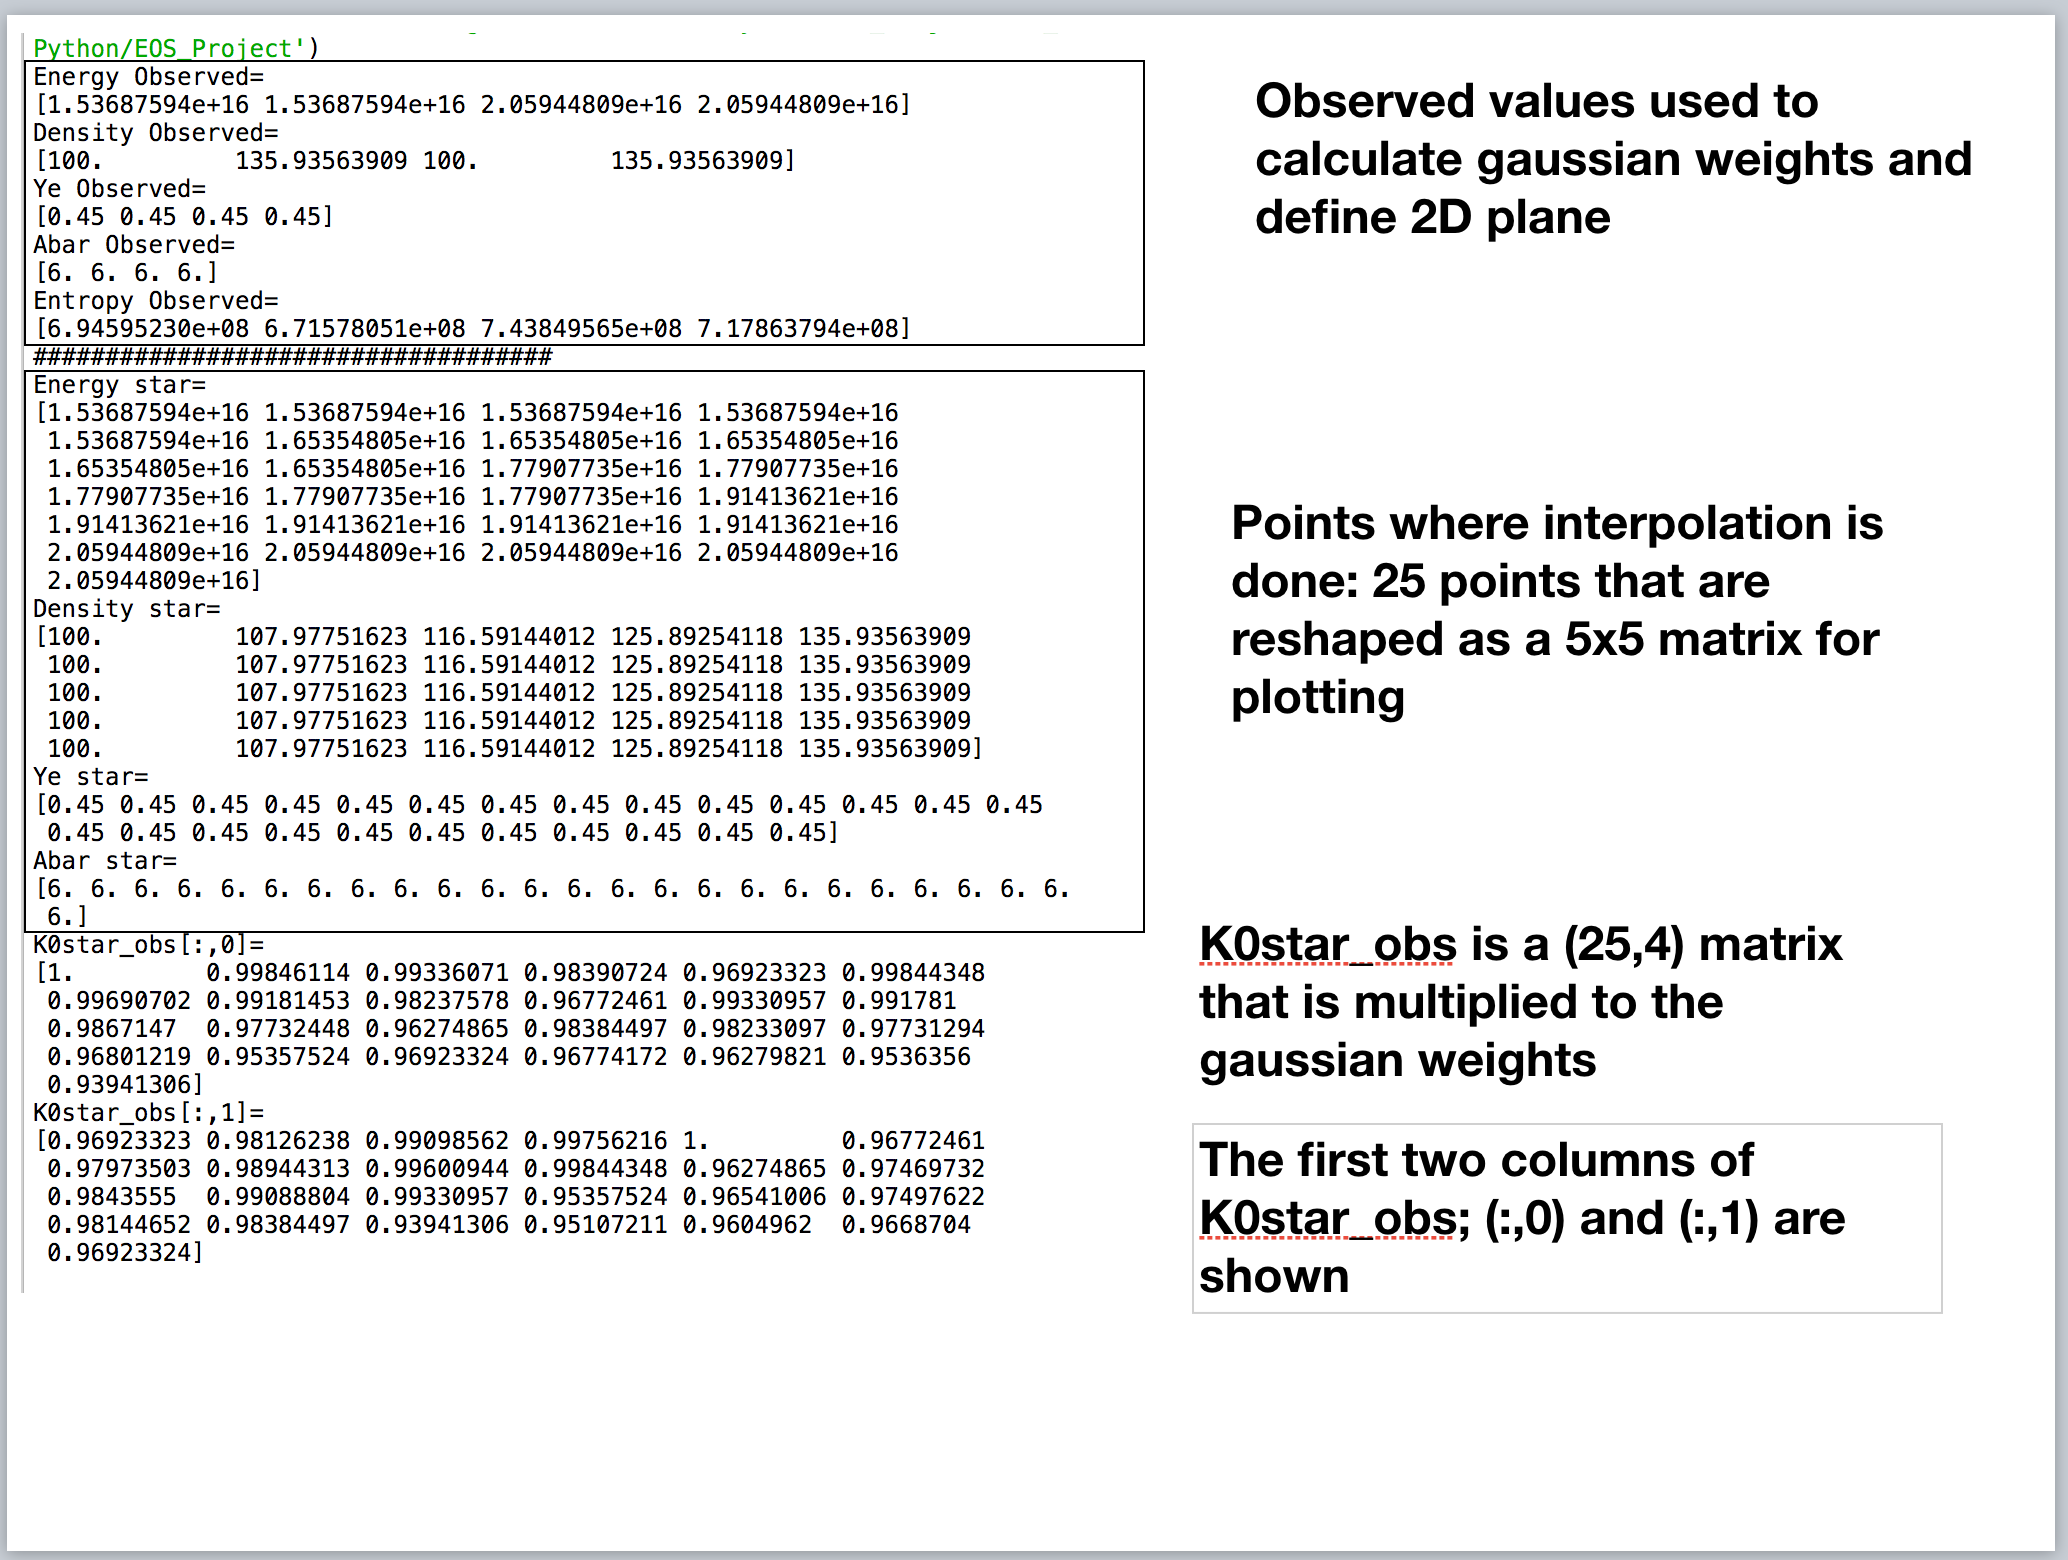 Python/EOS_Project')
Energy Observed=
[1.53687594e+16 1.53687594e+16 2.05944809e+16 2.05944809e+16]
Density Observed=
[100.         135.93563909 100.         135.93563909]
Ye Observed=
[0.45 0.45 0.45 0.45]
Abar Observed=
[6. 6. 6. 6.]
Entropy Observed=
[6.94595230e+08 6.71578051e+08 7.43849565e+08 7.17863794e+08]
####################################
Energy star=
[1.53687594e+16 1.53687594e+16 1.53687594e+16 1.53687594e+16
1.53687594e+16 1.65354805e+16 1.65354805e+16 1.65354805e+16
1.65354805e+16 1.65354805e+16 1.77907735e+16 1.77907735e+16
1.77907735e+16 1.77907735e+16 1.77907735e+16 1.91413621e+16
1.91413621e+16 1.91413621e+16 1.91413621e+16 1.91413621e+16
2.05944809e+16 2.05944809e+16 2.05944809e+16 2.05944809e+16
2.05944809e+16]
Density star=
[100.         107.97751623 116.59144012 125.89254118 135.93563909
100.         107.97751623 116.59144012 125.89254118 135.93563909
100.         107.97751623 116.59144012 125.89254118 135.93563909
100.         107.97751623 116.59144012 125.89254118 135.93563909
100.         107.97751623 116.59144012 125.89254118 135.93563909]
Ye star=
[0.45 0.45 0.45 0.45 0.45 0.45 0.45 0.45 0.45 0.45 0.45 0.45 0.45 0.45
0.45 0.45 0.45 0.45 0.45 0.45 0.45 0.45 0.45 0.45 0.45]
Abar star=
[6. 6. 6. 6. 6. 6. 6. 6. 6. 6. 6. 6. 6. 6. 6. 6. 6. 6. 6. 6. 6. 6. 6. 6.
6.]
K0star_obs[:,0]=
[1.         0.99846114 0.99336071 0.98390724 0.96923323 0.99844348
0.99690702 0.99181453 0.98237578 0.96772461 0.99330957 0.991781
0.9867147  0.97732448 0.96274865 0.98384497 0.98233097 0.97731294
0.96801219 0.95357524 0.96923324 0.96774172 0.96279821 0.9536356
0.93941306]
K0star_obs[:,1]=
[0.96923323 0.98126238 0.99098562 0.99756216 1.         0.96772461
0.97973503 0.98944313 0.99600944 0.99844348 0.96274865 0.97469732
0.9843555  0.99088804 0.99330957 0.95357524 0.96541006 0.97497622
0.98144652 0.98384497 0.93941306 0.95107211 0.9604962  0.9668704
0.96923324]
Observed values used to
calculate gaussian weights and
define 2D plane
Points where interpolation is
done: 25 points that are
reshaped as a 5x5 matrix for
plotting
K0star_obs is a (25,4) matrix
that is multiplied to the
gaussian weights
The first two columns of
K0star_obs; (:,0) and (:,1) are
shown